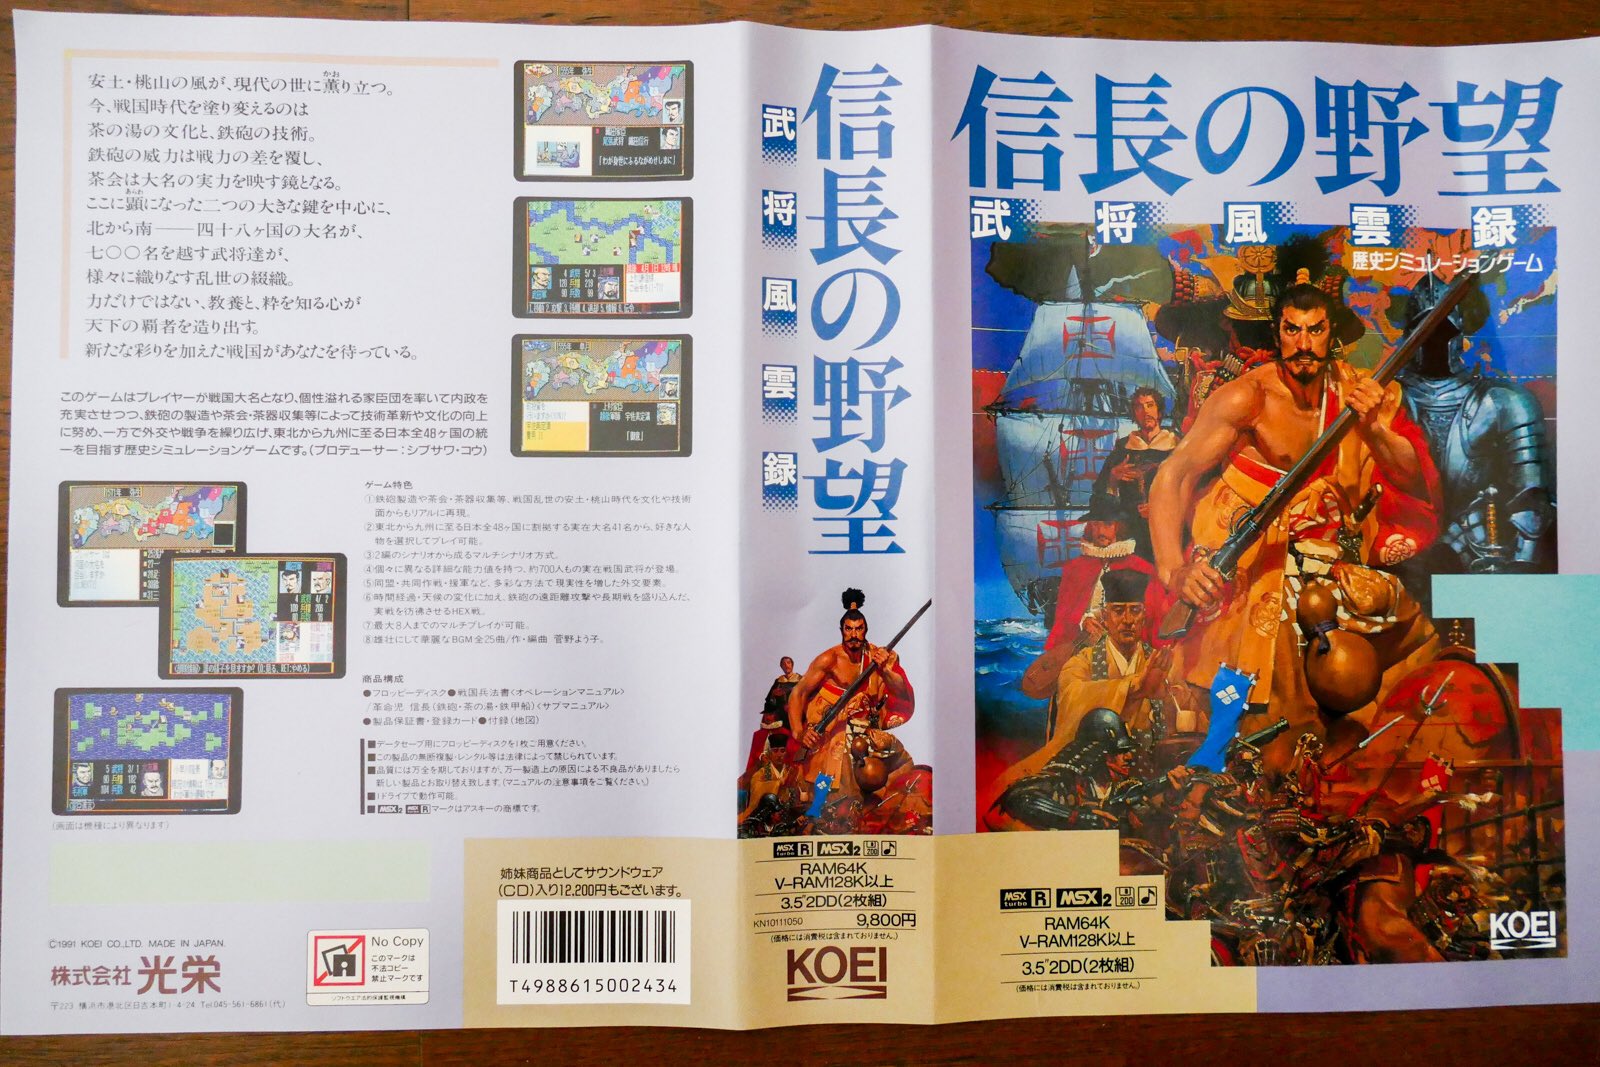 安土・桃山の風が、現代の世に薫り立つ。
かお
今、戦国時代を塗り変えるのは
茶の湯の文化と、鉄砲の技術。
鉄砲の威力は戦力の差を覆し、
茶会は大名の実力を映す鏡となる。
あらわ
ここに顕になった二つの大きな鍵を中心に、
北から南――四十八ヶ国の大名が、
七〇〇名を越す武将達が、
様々に織りなす乱世の綴織。
力だけではない、教養と、粋を知る心が
天下の覇者を造り出す。
新たな彩りを加えた戦国があなたを待っている。
このゲームはプレイヤーが戦国大名となり、個性溢れる家臣団を率いて内政を
充実させつつ、鉄砲の製造や茶会・茶器収集等によって技術革新や文化の向上
に努め、一方で外交や戦争を繰り広げ、東北から九州に至る日本全48ヶ国の統
一を目指す歴史シミュレーションゲームです。(プロデューサー:シブサワ・コウ)
ゲーム特色
①鉄砲製造や茶会・茶器収集等、戦国乱世の安土・桃山時代を文化や技術
面からもリアルに再現。
②東北から九州に至る日本全48ヶ国に割拠する実在大名41名から、好きな人
物を選択してプレイ可能。
③2編のシナリオから成るマルチシナリオ方式。
④個々に異なる詳細な能力値を持つ、約700人もの実在戦国武将が登場。
⑤同盟・共同作戦・援軍など、多彩な方法で現実性を増した外交要素。
⑥時間経過・天候の変化に加え、鉄砲の遠距離攻撃や長期戦を盛り込んだ、
実戦を彷彿させるHEX戦。
⑦最大8人までのマルチプレイが可能。
⑧雄壮にして華麗なBGM全25曲/作・編曲 菅野よう子。
商品構成
●フロッピーディスク●戦国兵法書<オペレーションマニュアル>
/革命児 信長(鉄砲・茶の湯・鉄甲船)<サブマニュアル>
●製品保証書・登録カード●付録(地図)
■データセーブ用にフロッピーディスクを1枚ご用意ください。
■この製品の無断複製・レンタル等は法律によって禁じられています。
■品質には万全を期しておりますが、万一製造上の原因による不良品がありましたら
新しい製品とお取り替え致します。(マニュアルの注意事項をご覧ください。)
■1ドライブで動作可能。
■MSX2 MSX turbo Rマークはアスキーの商標です。
(画面は機種により異なります)
姉妹商品としてサウンドウェア
(CD)入り12,200円もございます。
T4988615002434
©1991 KOEI CO.,LTD. MADE IN JAPAN.
株式会社 光栄
〒223 横浜市港北区日吉本町1-4-24 Tel.045-561-6861(代)
No Copy
このマークは
不法コピー
禁止マークです
ソフトウェア法的保護監視機構
「わが身世にふるながめせしまに」
「御意」
信長の野望
武将風雲録
MSX turbo R MSX2 2DD
RAM64K
V-RAM128K以上
3.5"2DD(2枚組)
KN10111050 9,800円
(価格には消費税は含まれておりません。)
KOEI
信長の野望
武将風雲録
歴史シミュレーションゲーム
MSX turbo R MSX2 2DD
RAM64K
V-RAM128K以上
3.5"2DD(2枚組)
(価格には消費税は含まれておりません。)
KOEI